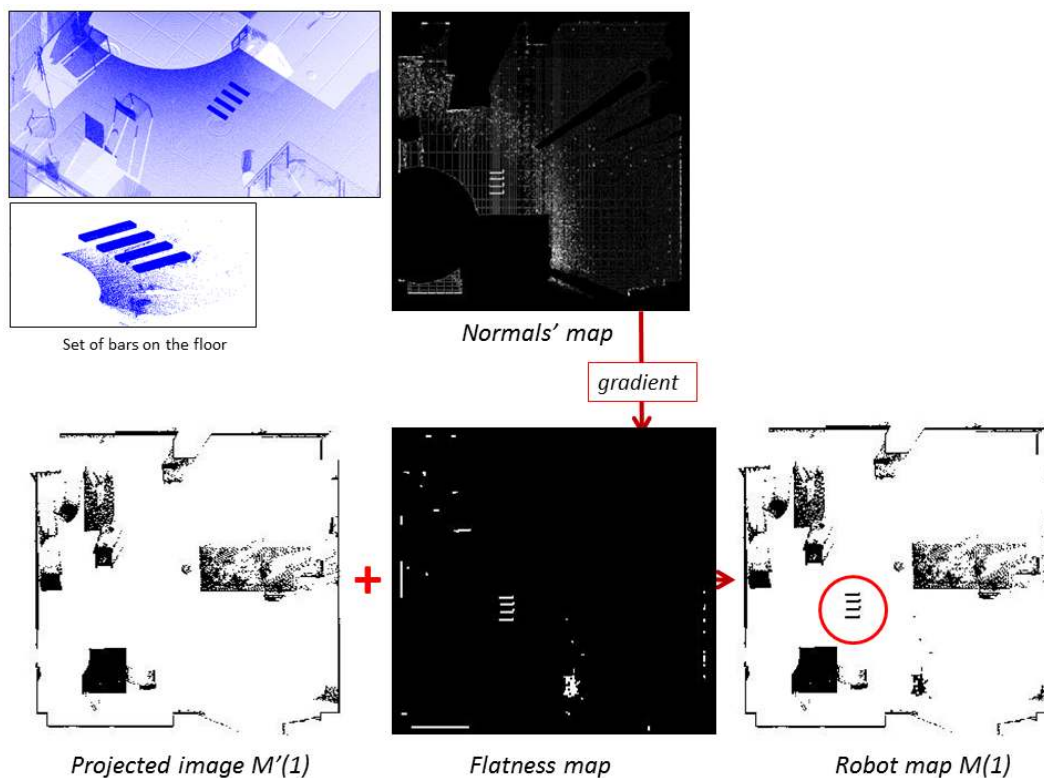 Set of bars on the floor
Normals’ map
gradient
Projected image M’(1)
Flatness map
Robot map M(1)